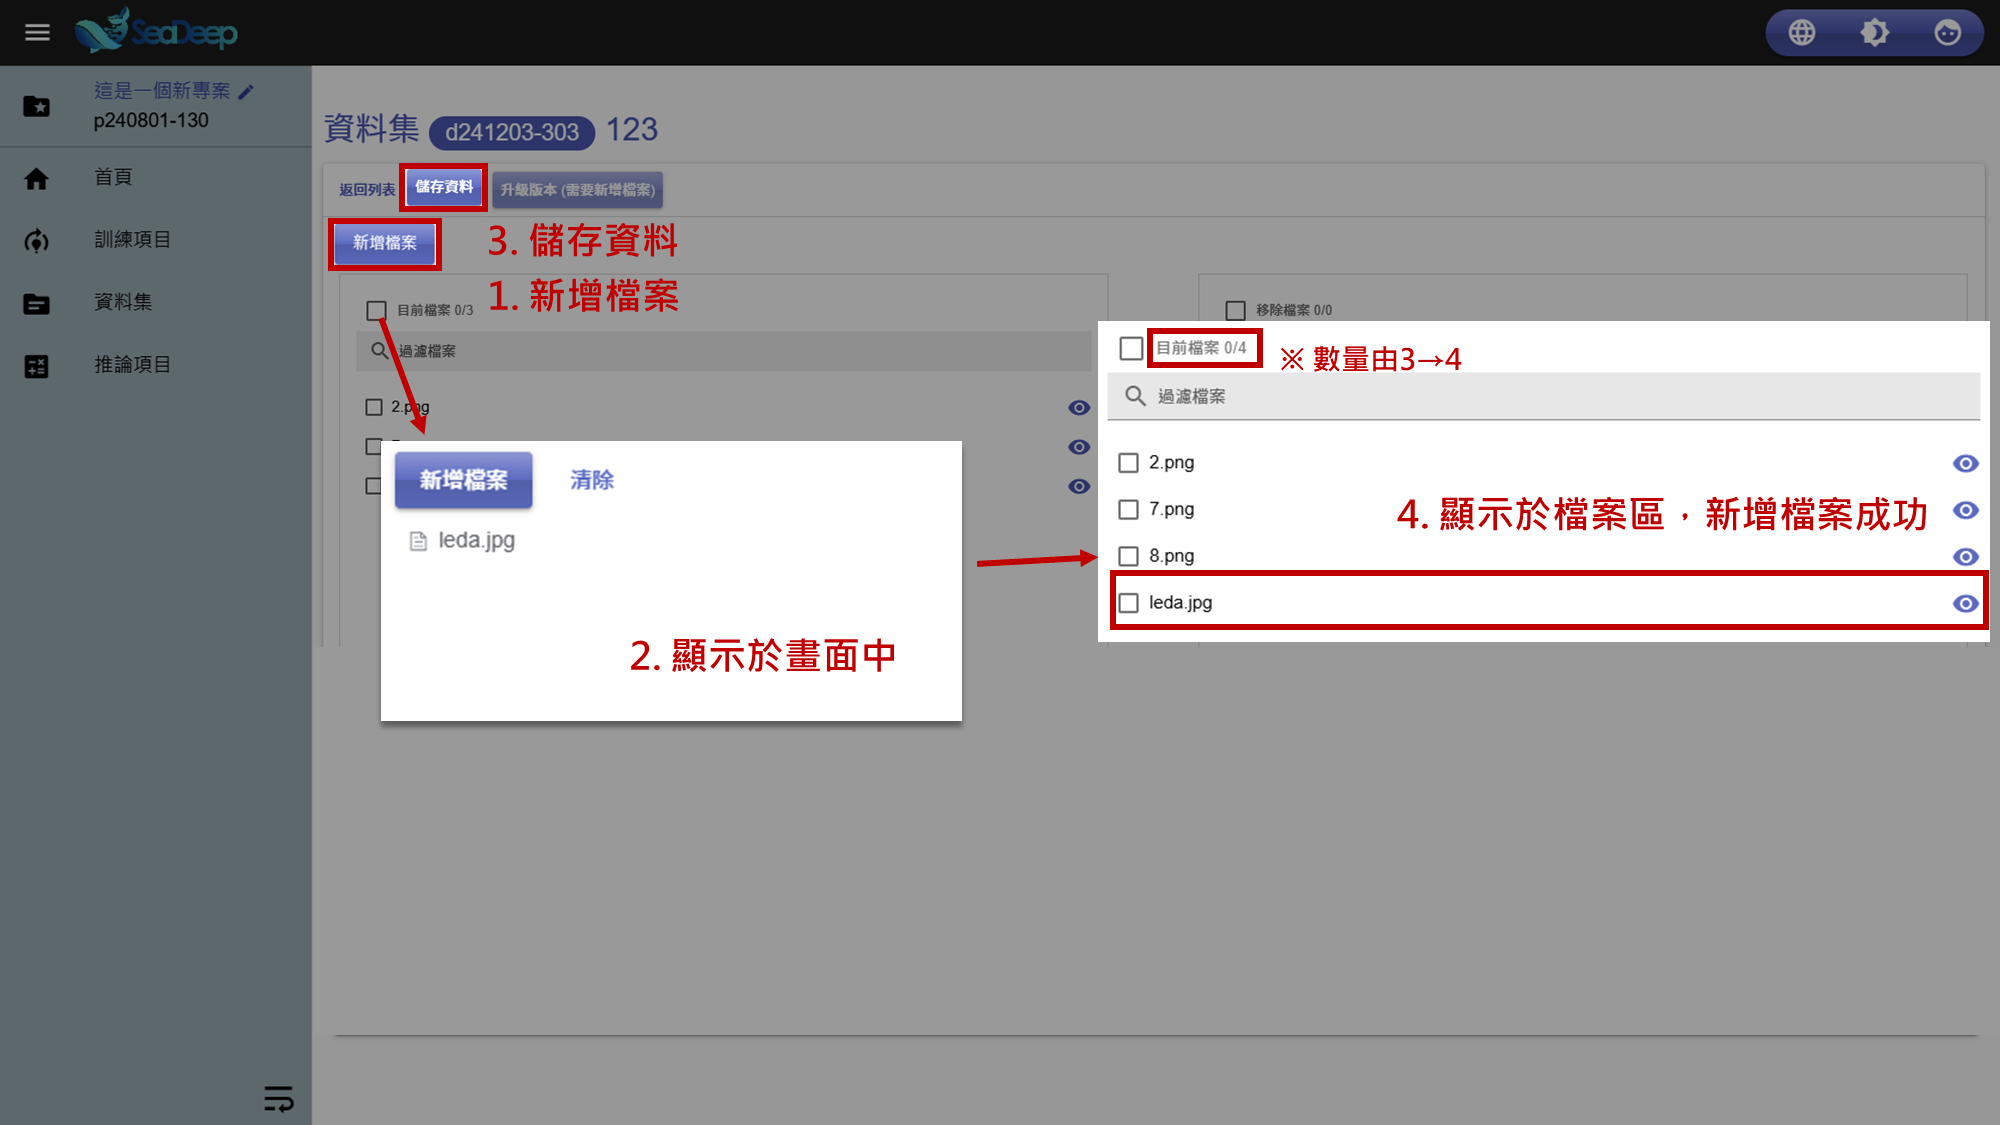 SeaDeep
這是一個新專案
p240801-130
首頁
訓練項目
資料集
推論項目
資料集 d241203-303 123
返回列表 儲存資料 升級版本 (需要新增檔案)
新增檔案
3. 儲存資料
1. 新增檔案
目前檔案 0/3
過濾檔案
2.png
移除檔案 0/0
新增檔案 清除
leda.jpg
2. 顯示於畫面中
目前檔案 0/4
※ 數量由3→4
過濾檔案
2.png
7.png
4. 顯示於檔案區，新增檔案成功
8.png
leda.jpg